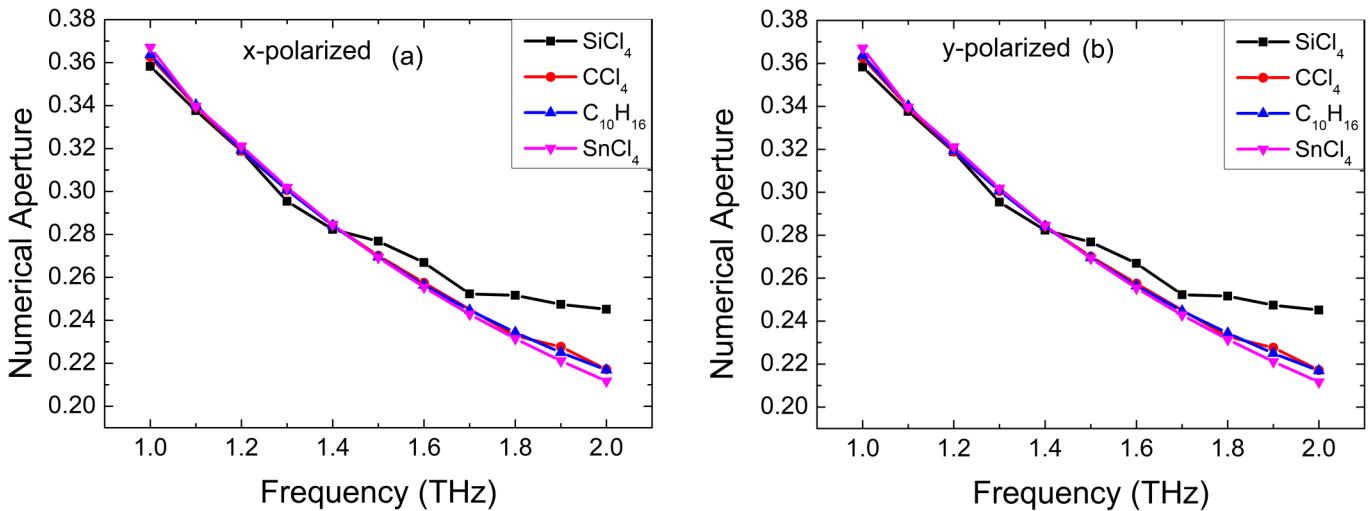 0.38
0.36
0.34
0.32
0.30
0.28
0.26
0.24
0.22
0.20
Numerical Aperture
x-polarized (a)
SiCl₄
CCl₄
C₁₀H₁₆
SnCl₄
1.0 1.2 1.4 1.6 1.8 2.0
Frequency (THz)
0.38
0.36
0.34
0.32
0.30
0.28
0.26
0.24
0.22
0.20
Numerical Aperture
y-polarized (b)
SiCl₄
CCl₄
C₁₀H₁₆
SnCl₄
1.0 1.2 1.4 1.6 1.8 2.0
Frequency (THz)